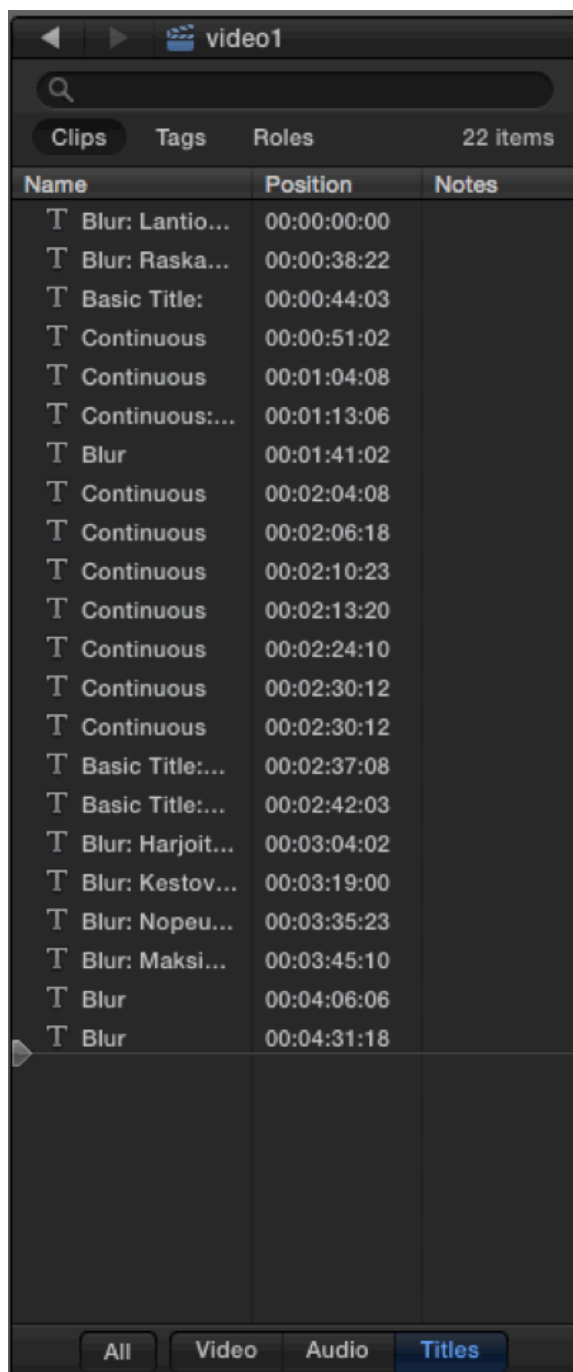 video1
Clips Tags Roles 22 items
Name Position Notes
T Blur: Lantio... 00:00:00:00
T Blur: Raska... 00:00:38:22
T Basic Title: 00:00:44:03
T Continuous 00:00:51:02
T Continuous 00:01:04:08
T Continuous:... 00:01:13:06
T Blur 00:01:41:02
T Continuous 00:02:04:08
T Continuous 00:02:06:18
T Continuous 00:02:10:23
T Continuous 00:02:13:20
T Continuous 00:02:24:10
T Continuous 00:02:30:12
T Continuous 00:02:30:12
T Basic Title:... 00:02:37:08
T Basic Title:... 00:02:42:03
T Blur: Harjoit... 00:03:04:02
T Blur: Kestov... 00:03:19:00
T Blur: Nopeu... 00:03:35:23
T Blur: Maksi... 00:03:45:10
T Blur 00:04:06:06
T Blur 00:04:31:18
All Video Audio Titles